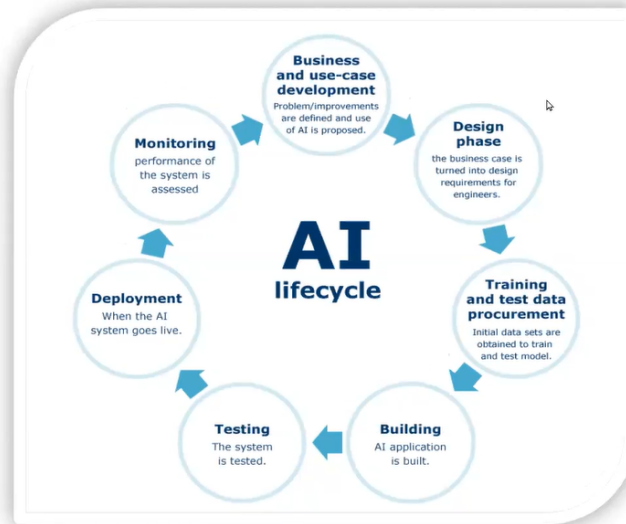 Business
and use-case
development
Problem/improvements
are defined and use
of AI is proposed.
Design
phase
the business case is
turned into design
requirements for
engineers.
Training
and test data
procurement
Initial data sets are
obtained to train
and test model.
Building
AI application
is built.
Testing
The system
is tested.
Deployment
When the AI
system goes live.
Monitoring
performance of
the system is
assessed
AI
lifecycle